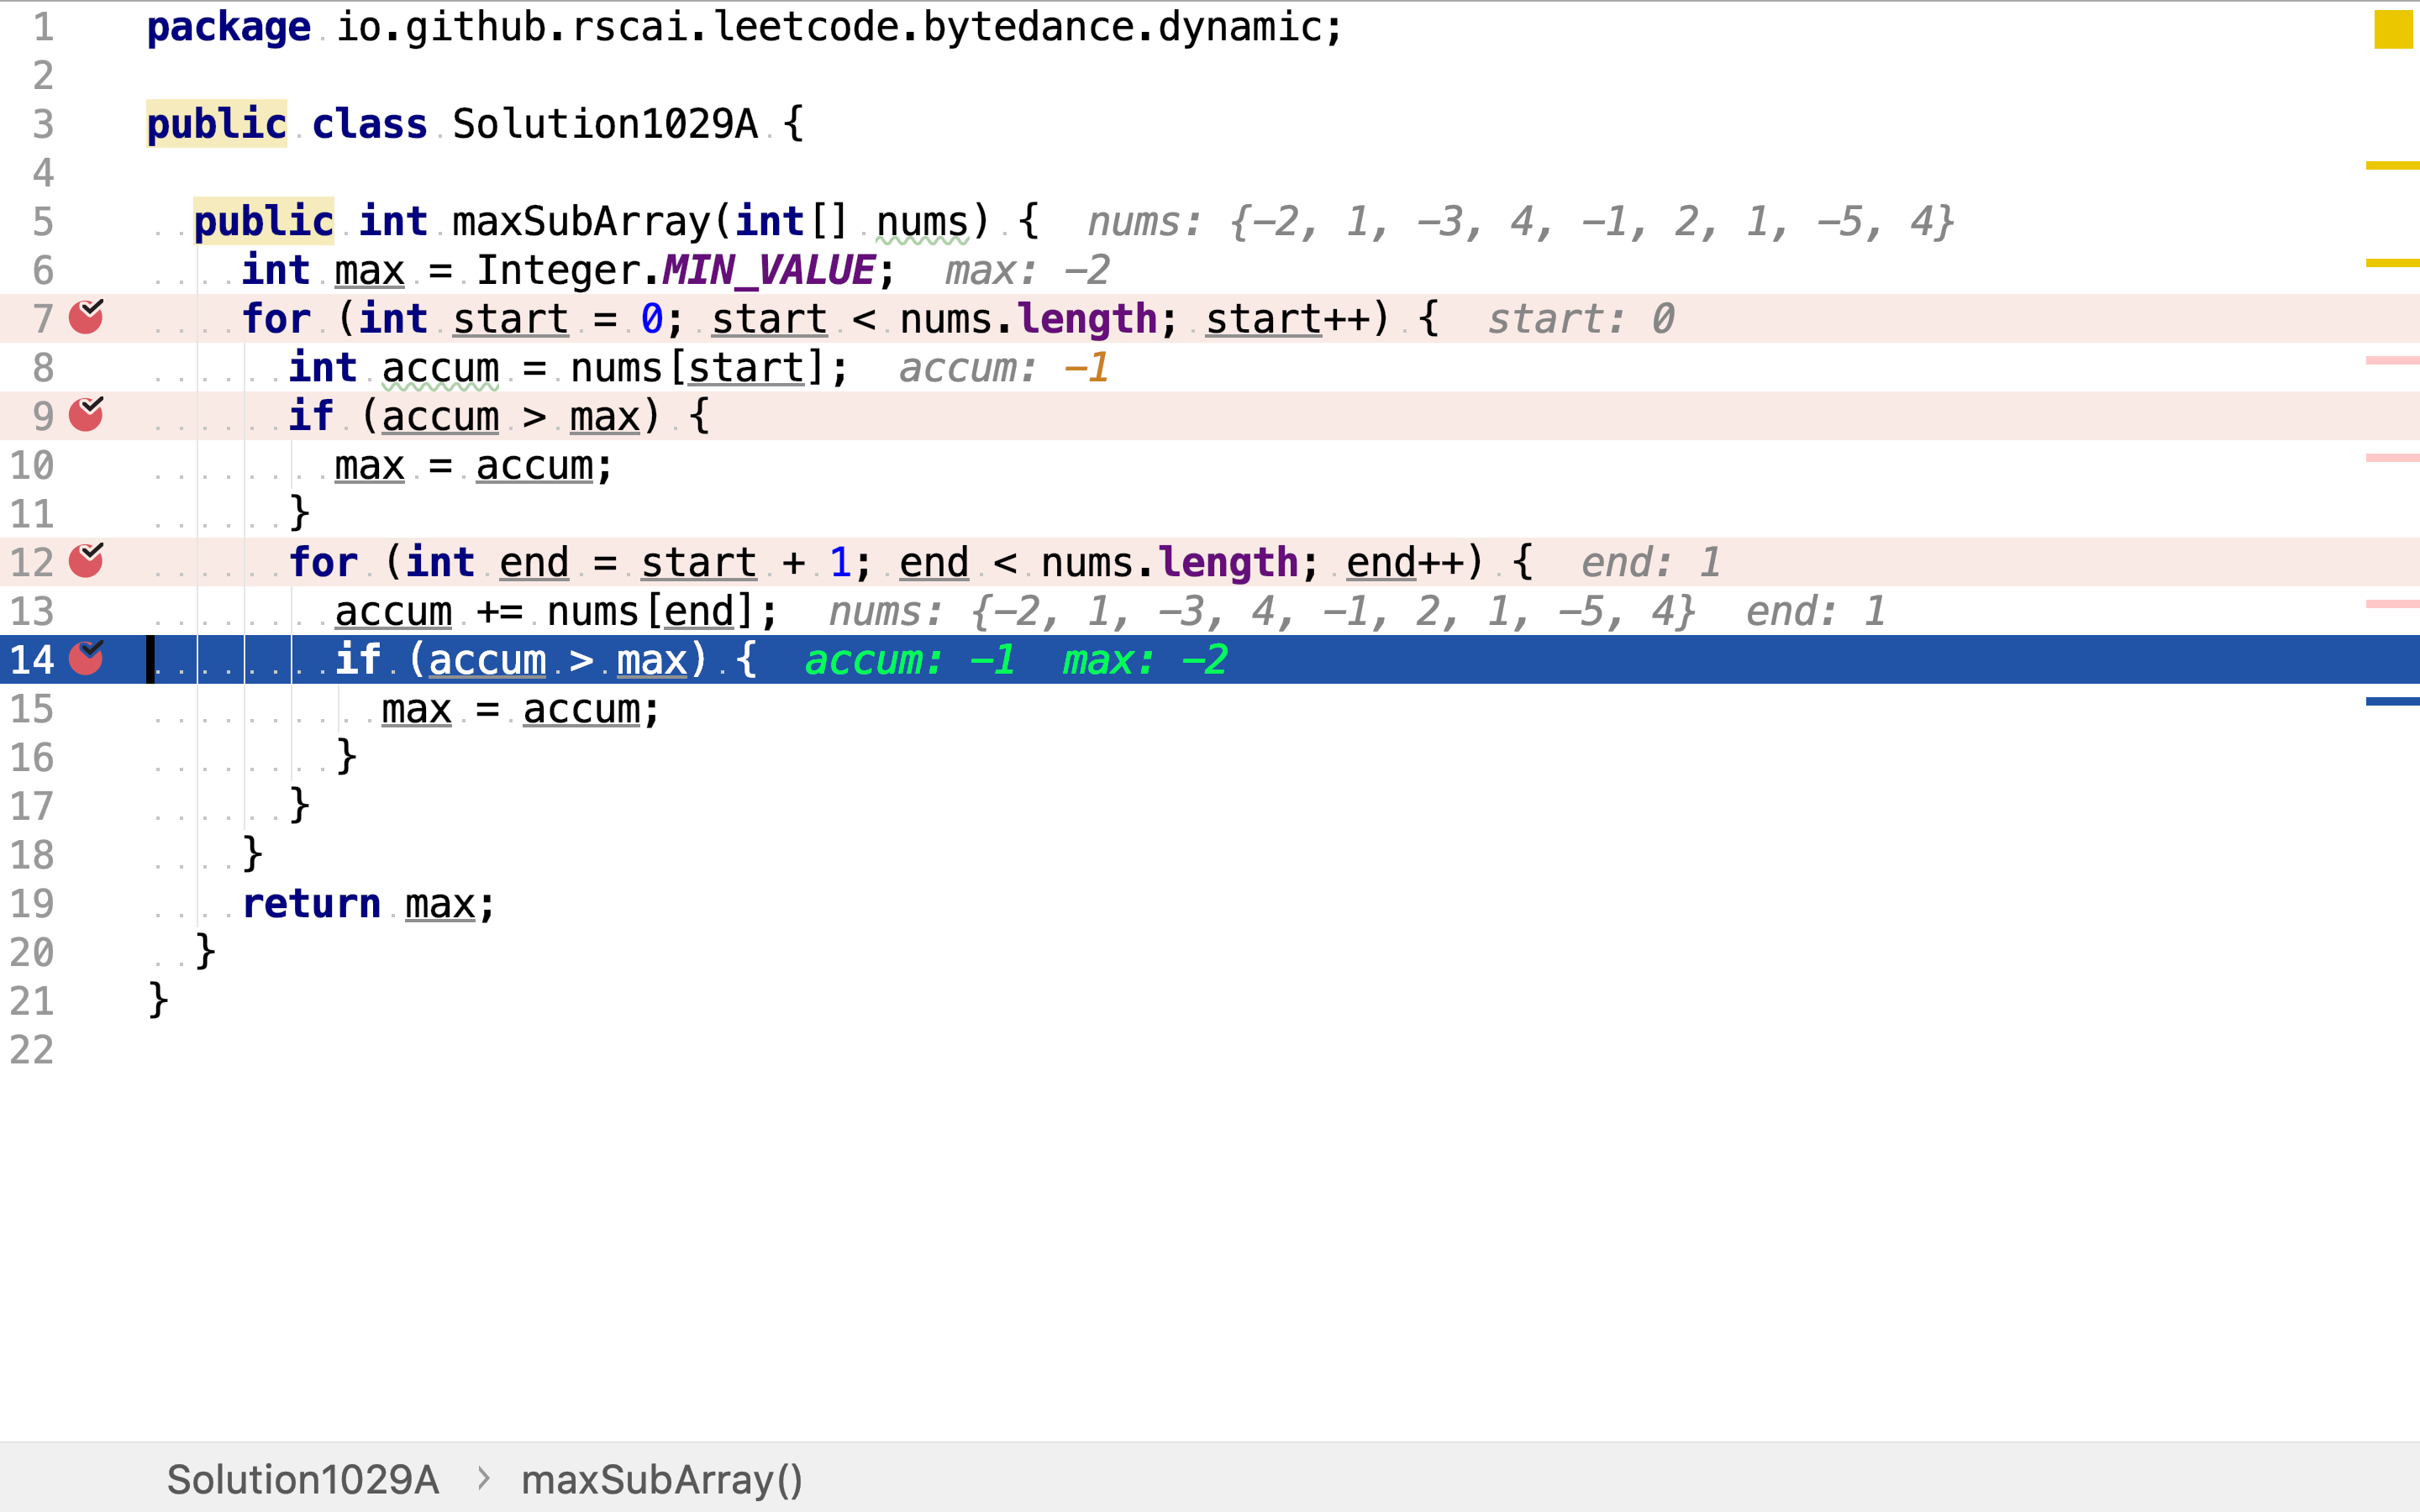 1 package io.github.rscai.leetcode.bytedance.dynamic;
2
3 public class Solution1029A {
4
5 public int maxSubArray(int[] nums) { nums: {-2, 1, -3, 4, -1, 2, 1, -5, 4}
6 int max = Integer.MIN_VALUE; max: -2
7 for (int start = 0; start < nums.length; start++) { start: 0
8 int accum = nums[start]; accum: -1
9 if (accum > max) {
10 max = accum;
11 }
12 for (int end = start + 1; end < nums.length; end++) { end: 1
13 accum += nums[end]; nums: {-2, 1, -3, 4, -1, 2, 1, -5, 4} end: 1
14 if (accum > max) { accum: -1 max: -2
15 max = accum;
16 }
17 }
18 }
19 return max;
20 }
21 }
22
Solution1029A > maxSubArray()